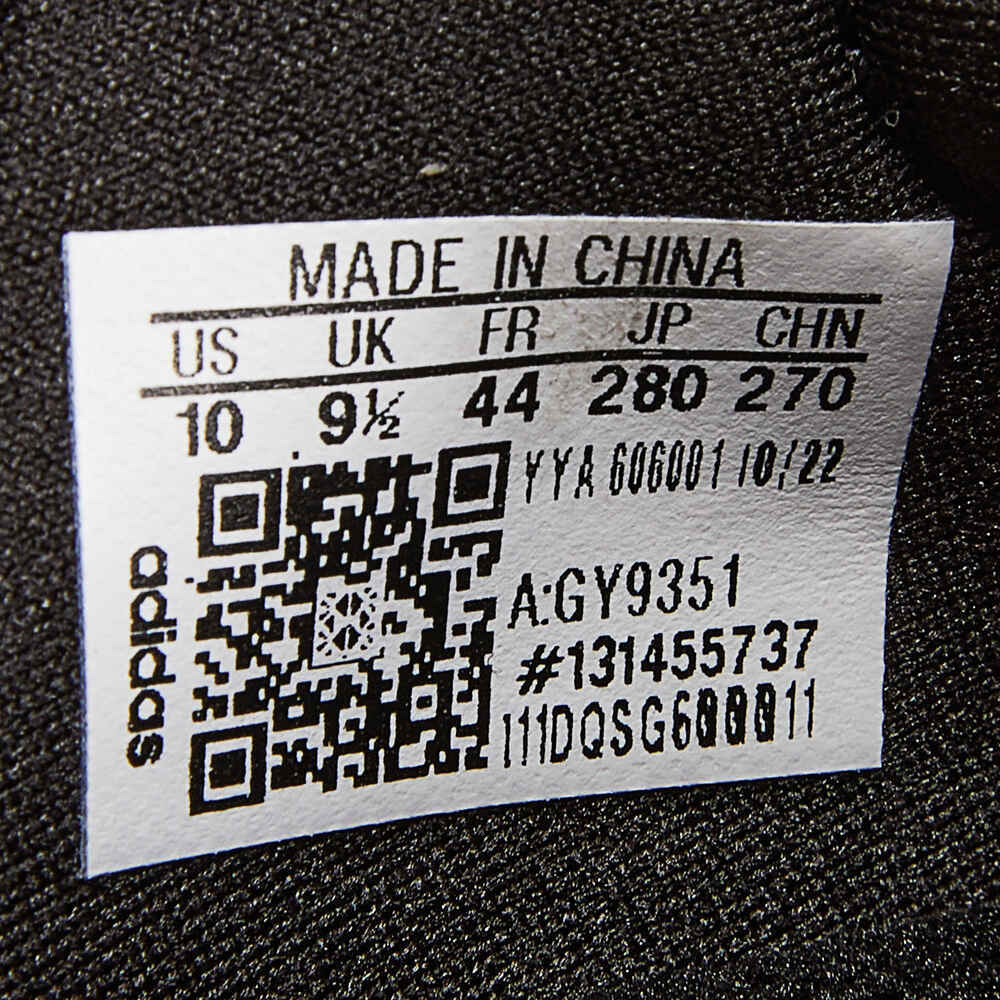 MADE IN CHINA
US UK FR JP CHN
10 9½ 44 280 270
YYA 606001 10/22
A:GY9351
#131455737
adidas